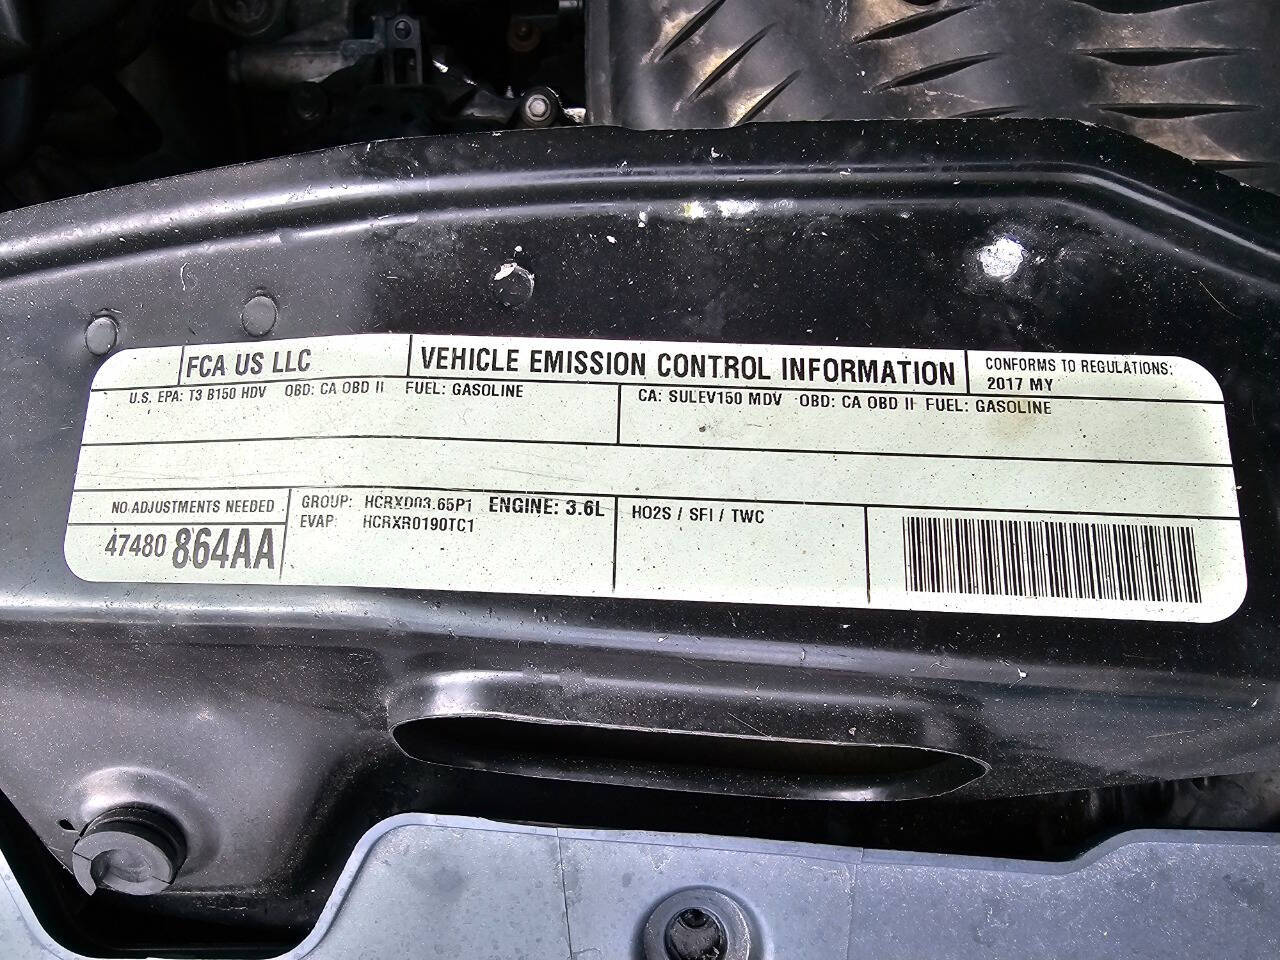 FCA US LLC
VEHICLE EMISSION CONTROL INFORMATION
CONFORMS TO REGULATIONS:
2017 MY
U.S. EPA: T3 B150 HDV OBD: CA OBD II FUEL: GASOLINE
CA: SULEV150 MDV OBD: CA OBD II FUEL: GASOLINE
NO ADJUSTMENTS NEEDED
47480 864AA
GROUP: HCRXD03.65P1 ENGINE: 3.6L
EVAP: HCRXR0190TC1
HO2S / SFI / TWC